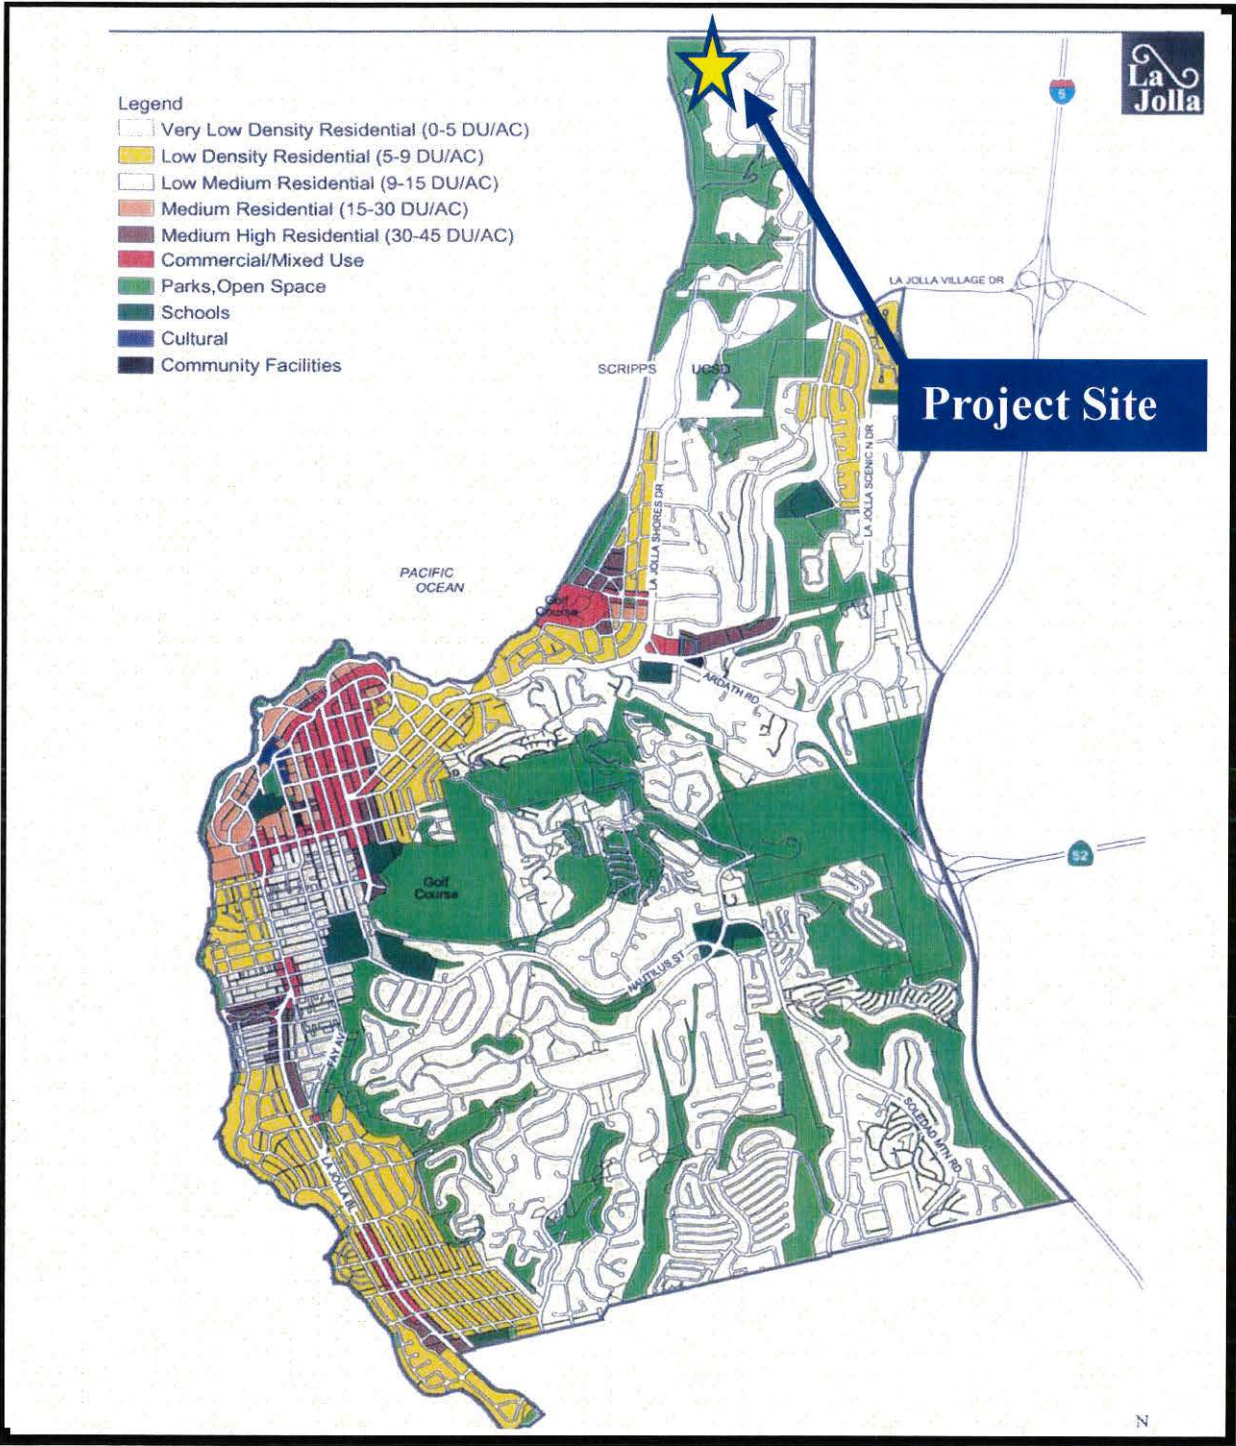 La
Jolla
5
Legend
Very Low Density Residential (0-5 DU/AC)
Low Density Residential (5-9 DU/AC)
Low Medium Residential (9-15 DU/AC)
Medium Residential (15-30 DU/AC)
Medium High Residential (30-45 DU/AC)
Commercial/Mixed Use
Parks,Open Space
Schools
Cultural
Community Facilities
LA JOLLA VILLAGE DR
SCRIPPS
UCSD
Project Site
LA JOLLA SCENIC N DR
LA JOLLA SHORES DR
PACIFIC
OCEAN
Golf
Course
ARDATH RD
52
Golf
Course
NAUTILUS ST
FAY AVE
SOLEDAD MTN RD
LA JOLLA BL
N